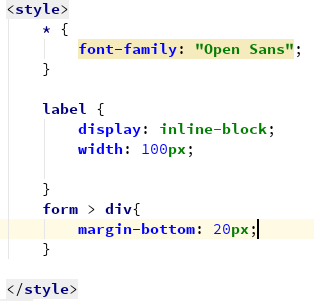 <style>
* {
font-family: "Open Sans";
}
label {
display: inline-block;
width: 100px;
}
form > div{
margin-bottom: 20px;
}
</style>